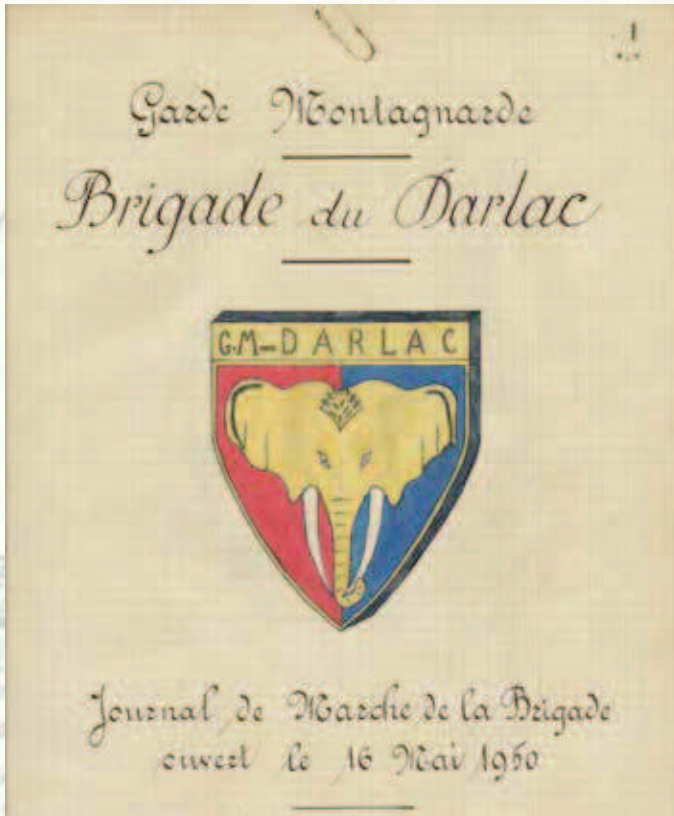 1
Garde Montagnarde
Brigade du Darlac
G.M-DARLAC
Journal de Marche de la Brigade
ouvert le 16 Mai 1950